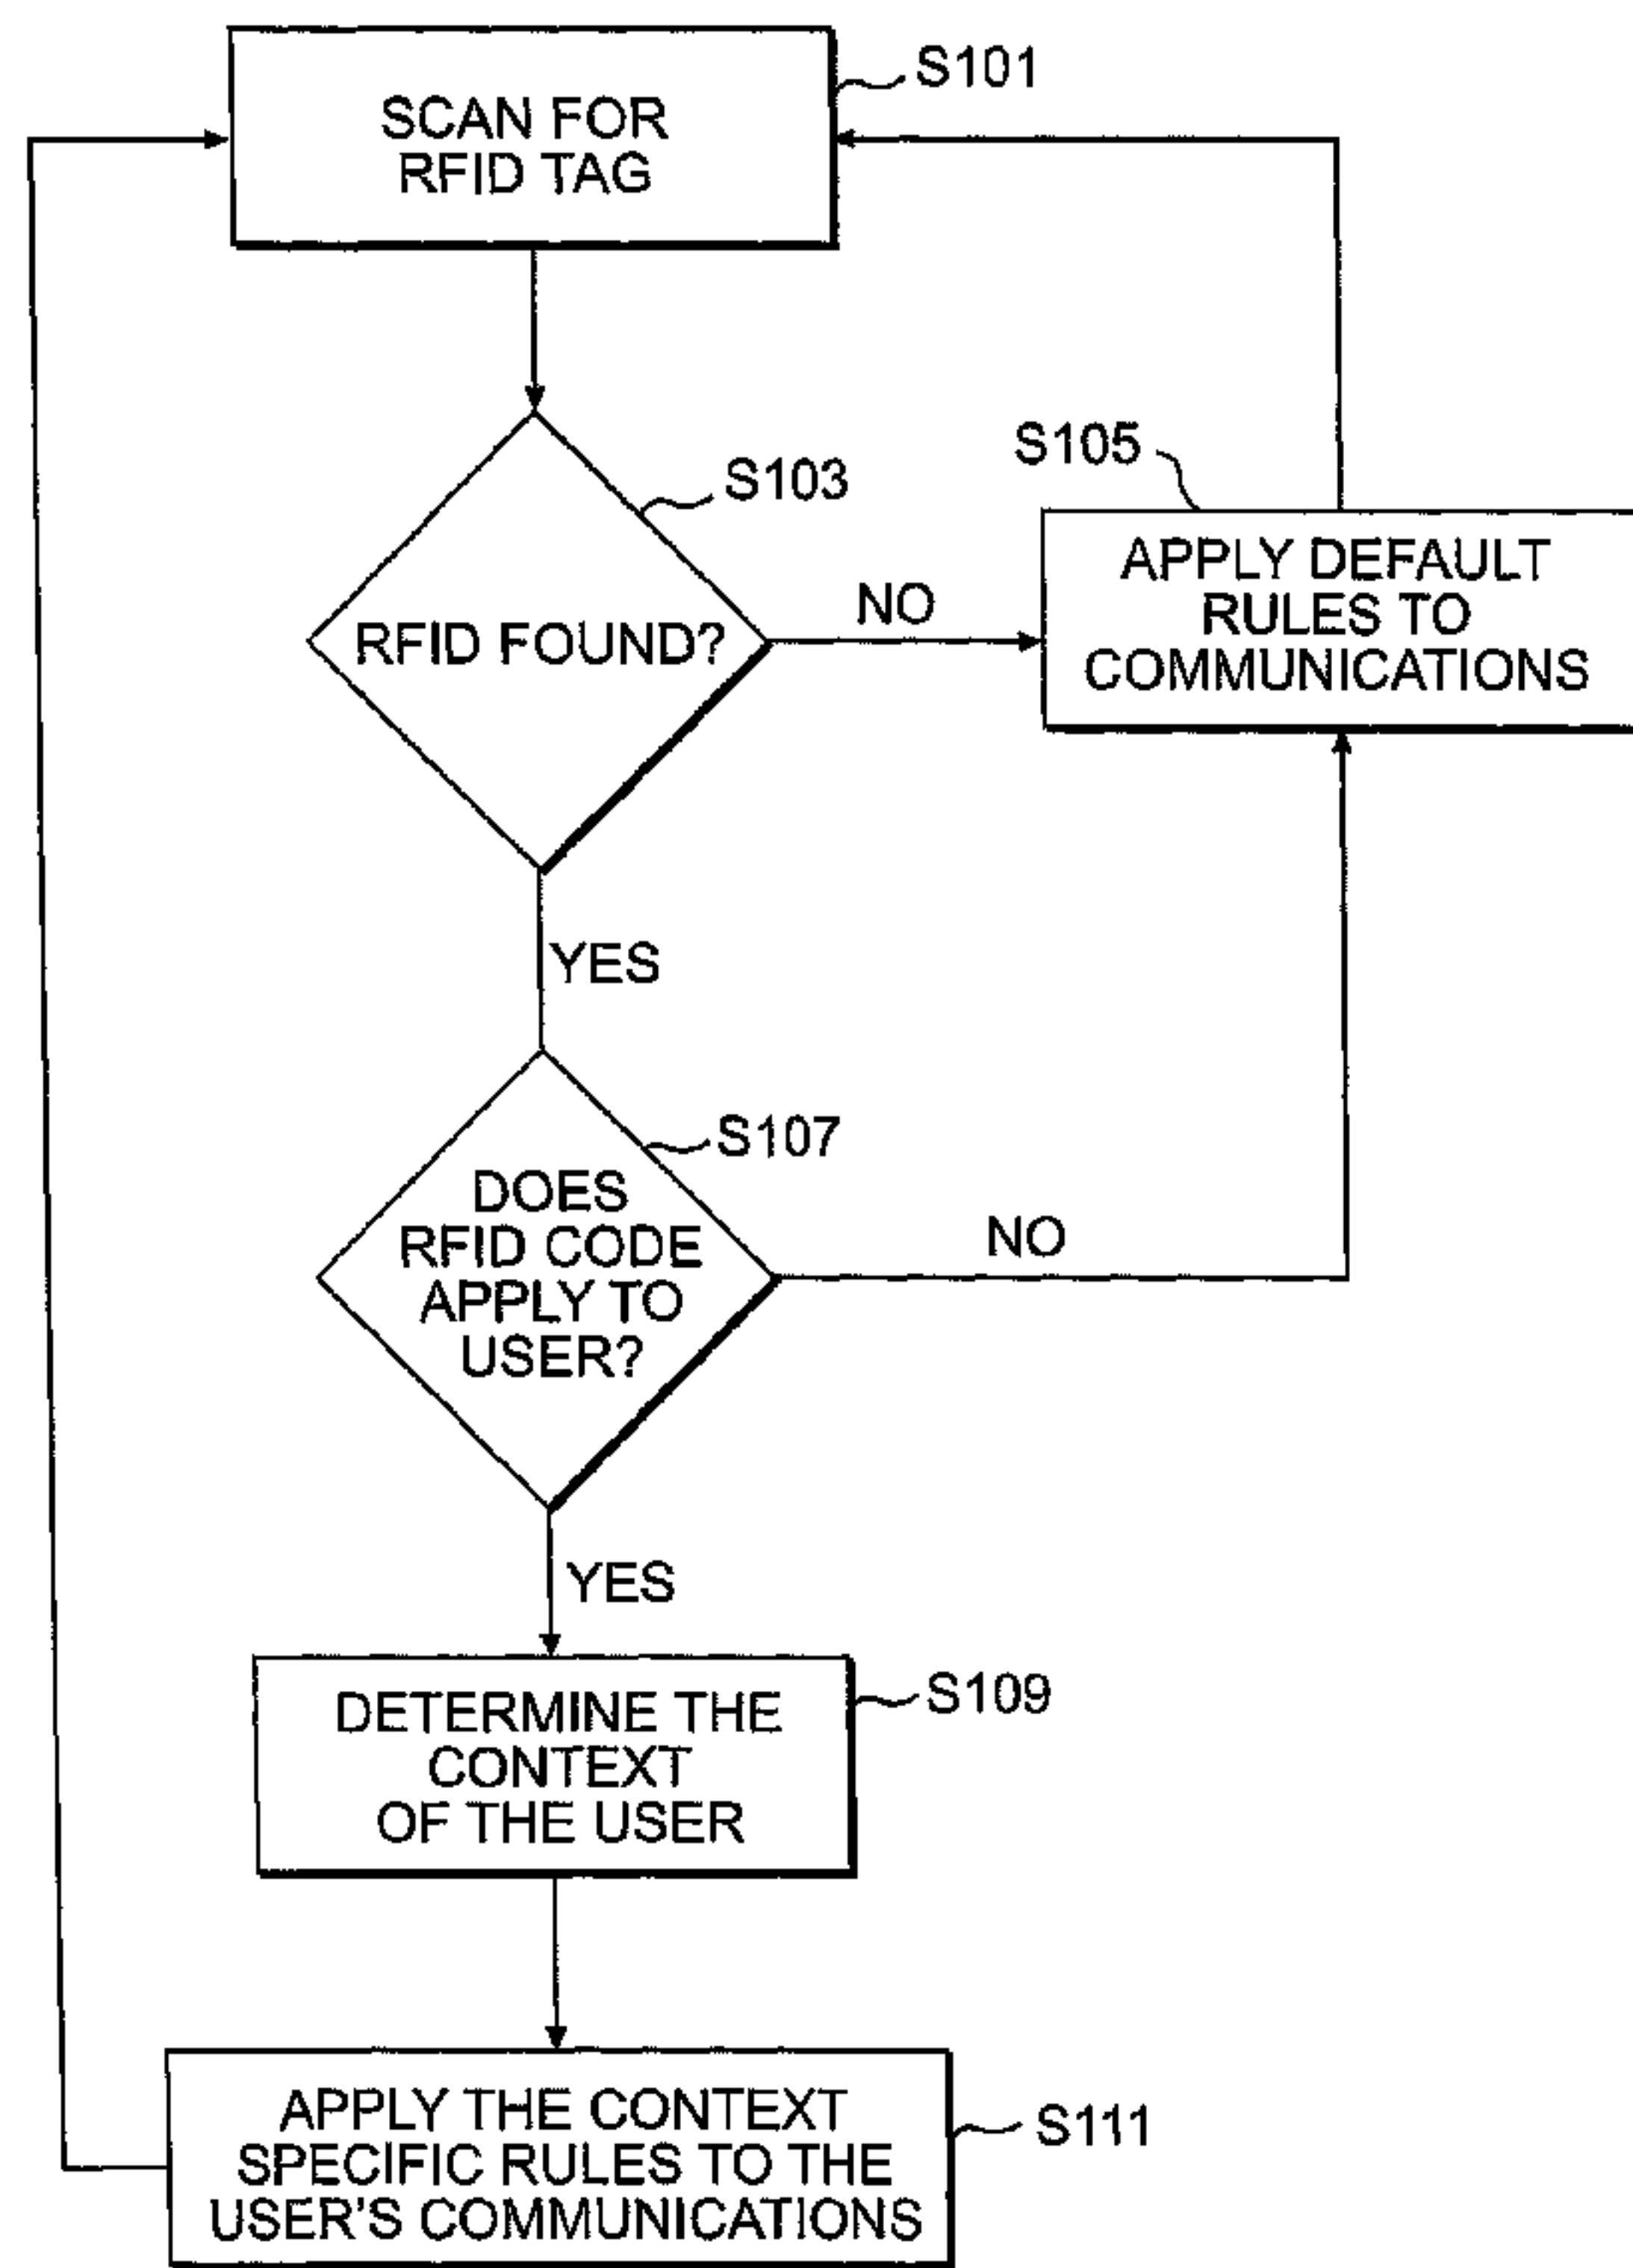 S101
SCAN FOR
RFID TAG
S103
RFID FOUND?
NO
S105
APPLY DEFAULT
RULES TO
COMMUNICATIONS
YES
S107
DOES
RFID CODE
APPLY TO
USER?
NO
YES
S109
DETERMINE THE
CONTEXT
OF THE USER
S111
APPLY THE CONTEXT
SPECIFIC RULES TO THE
USER'S COMMUNICATIONS